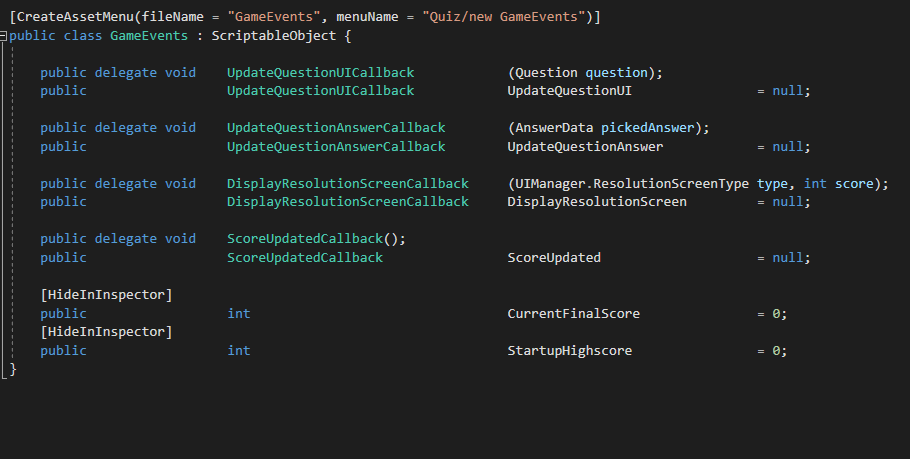 [CreateAssetMenu(fileName = "GameEvents", menuName = "Quiz/new GameEvents")]
public class GameEvents : ScriptableObject {
public delegate void UpdateQuestionUICallback (Question question);
public UpdateQuestionUICallback UpdateQuestionUI = null;
public delegate void UpdateQuestionAnswerCallback (AnswerData pickedAnswer);
public UpdateQuestionAnswerCallback UpdateQuestionAnswer = null;
public delegate void DisplayResolutionScreenCallback (UIManager.ResolutionScreenType type, int score);
public DisplayResolutionScreenCallback DisplayResolutionScreen = null;
public delegate void ScoreUpdatedCallback();
public ScoreUpdatedCallback ScoreUpdated = null;
[HideInInspector]
public int CurrentFinalScore = 0;
[HideInInspector]
public int StartupHighscore = 0;
}